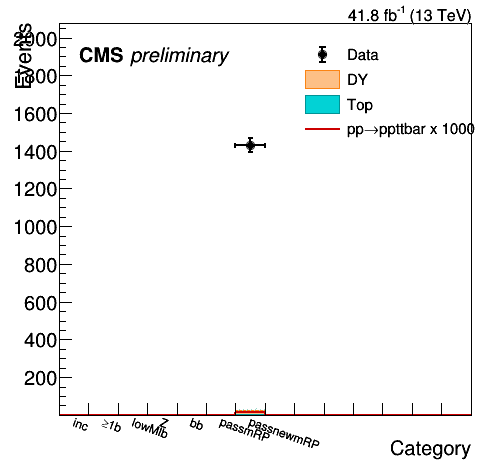 41.8 fb⁻¹ (13 TeV)
Events
2000
1800
1600
1400
1200
1000
800
600
400
200
CMS preliminary
Data
DY
Top
pp→ppttbar x 1000
inc
≥1b
lowMlb
Z
bb
passmRP
passnewmRP
Category